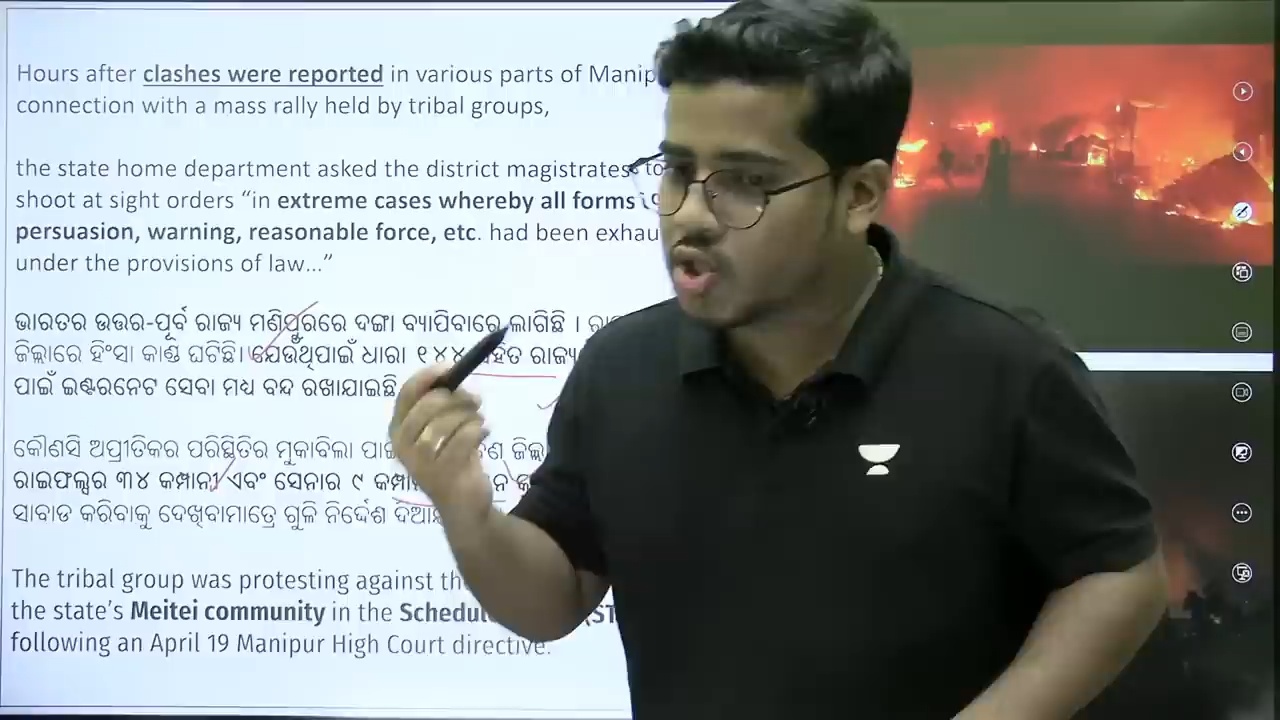 Hours after clashes were reported in various parts of
connection with a mass rally held by tribal groups,
the state home department asked the district magistrates to
shoot at sight orders “in extreme cases whereby all forms
persuasion, warning, reasonable force, etc. had been
under the provisions of law...”
ଭାରତର ଉତ୍ତର-ପୂର୍ବ ରାଜ୍ୟ ମଣିପୁରରେ ଦଙ୍ଗା ବ୍ୟାପିବାରେ ଲାଗିଛି ।
ଜିଲ୍ଲାରେ ହିଂସା କାଣ୍ଡ ଘଟିଛି। ଯେଉଁଥିପାଇଁ ଧାରା ୧୪୪ ସହିତ
ପାଇଁ ଇଣ୍ଟରନେଟ ସେବା ମଧ୍ୟ ବନ୍ଦ ରଖାଯାଇଛି
କୌଣସି ଅପ୍ରୀତିକର ପରିସ୍ଥିତିର ମୁକାବିଲା
ରାଇଫଲ୍ସର ୩୪ କମ୍ପାନୀ ଏବଂ ସେନାର ୯
ସାବାଡ କରିବାକୁ ଦେଖିବାମାତ୍ରେ ଗୁଳି ନିର୍ଦ୍ଦେଶ
The tribal group was protesting against
the state’s Meitei community in the
following an April 19 Manipur High Court directive.